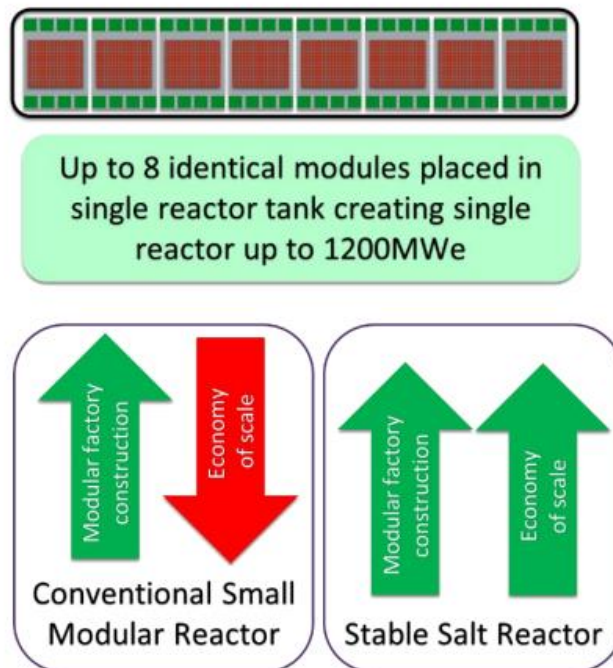 Up to 8 identical modules placed in
single reactor tank creating single
reactor up to 1200MWe
Modular factory
construction
Economy
of scale
Conventional Small
Modular Reactor
Modular factory
construction
Economy
of scale
Stable Salt Reactor